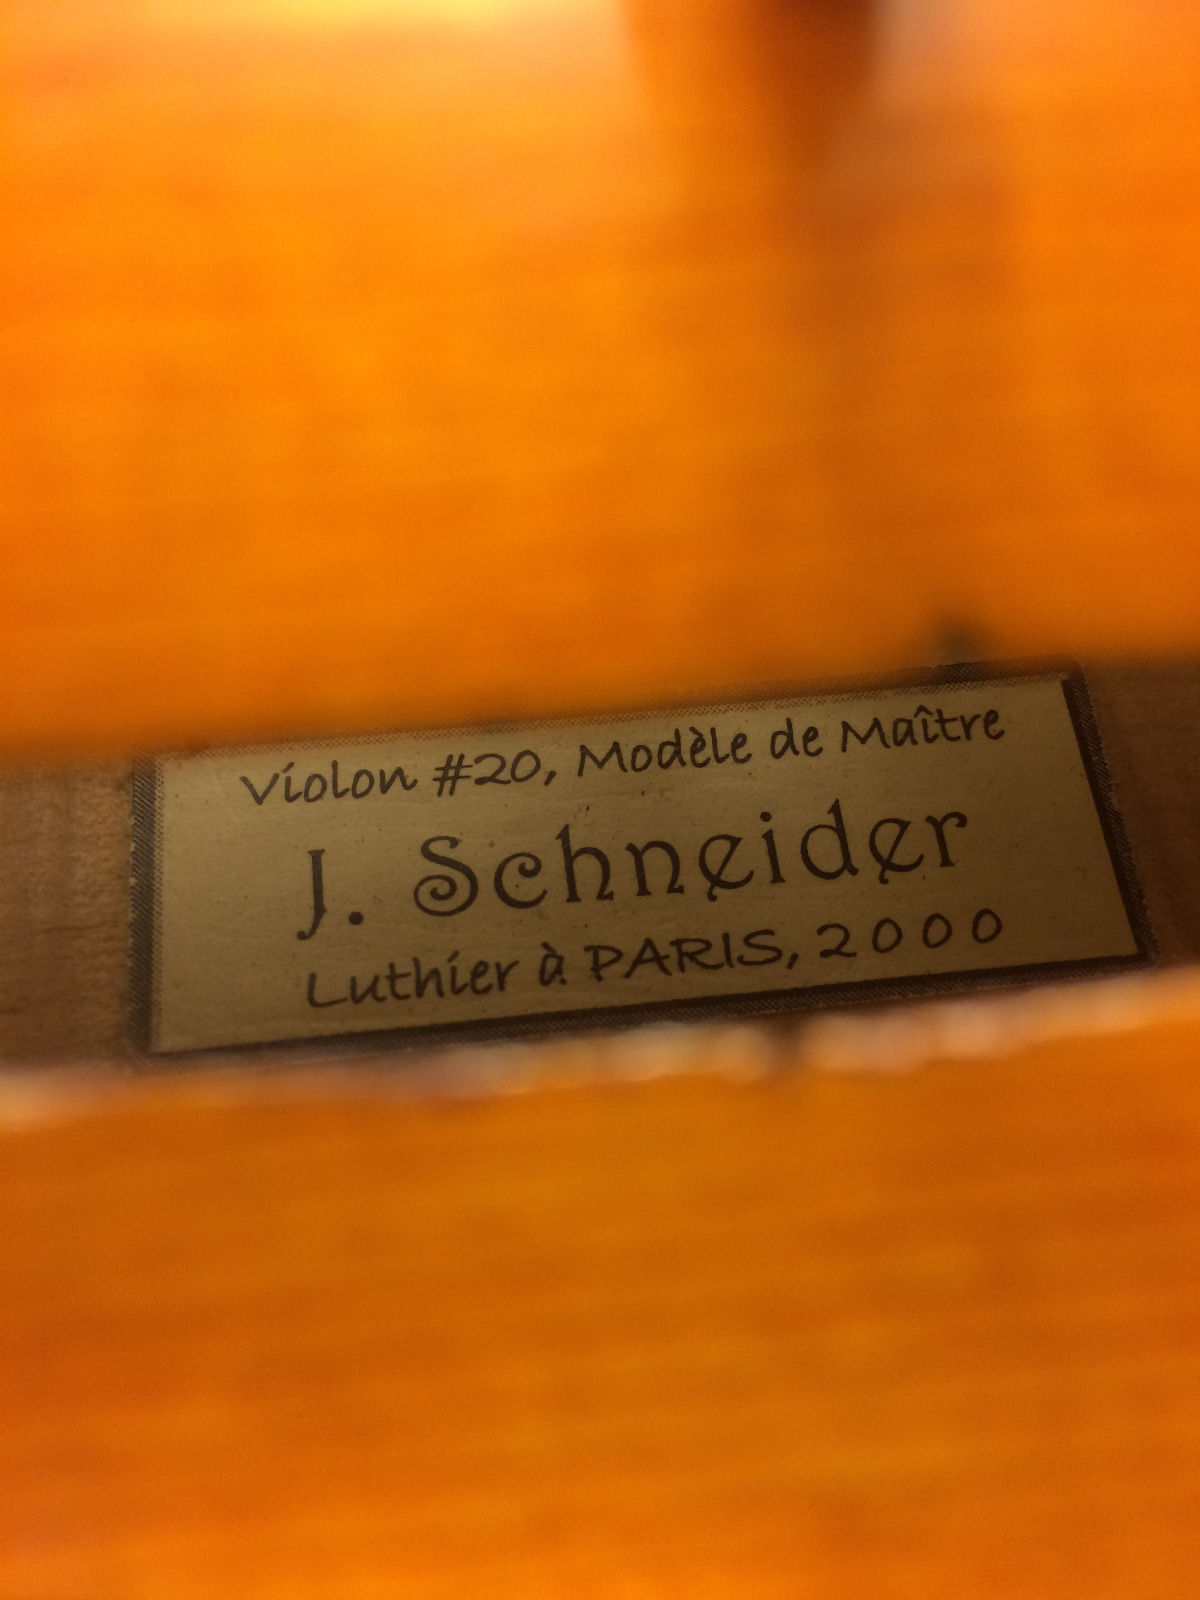 Violon #20, Modèle de Maître
J. Schneider
Luthier à PARIS, 2000